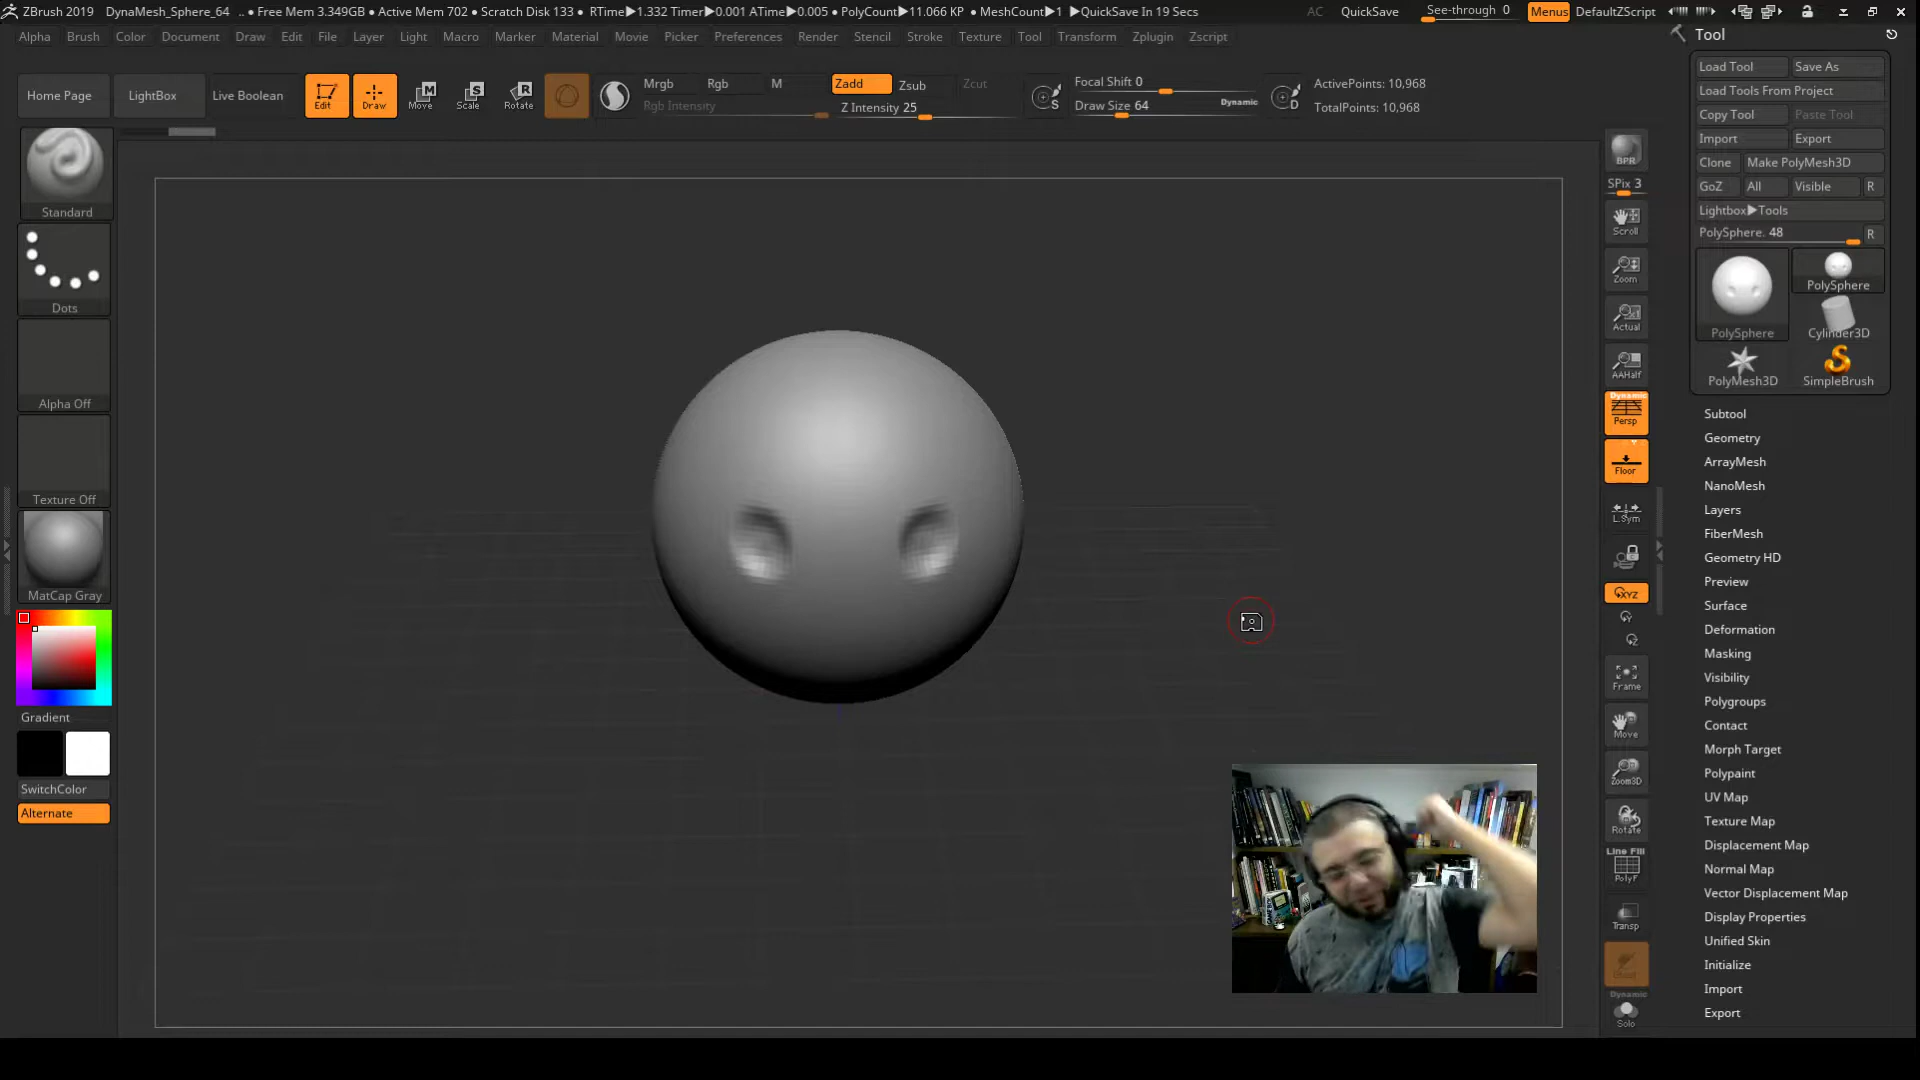 ZBrush 2019 DynaMesh_Sphere_64 .. • Free Mem 3.349GB • Active Mem 702 • Scratch Disk 133 • RTime▶1.332 Timer▶0.001 ATime▶0.005 • PolyCount▶11.066 KP • MeshCount▶1 ▶QuickSave In 19 Secs AC QuickSave See-through 0 Menus DefaultZScript
Alpha Brush Color Document Draw Edit File Layer Light Macro Marker Material Movie Picker Preferences Render Stencil Stroke Texture Tool Transform Zplugin Zscript
Home Page LightBox Live Boolean Edit Draw Move Scale Rotate
Mrgb Rgb M Zadd Zsub Zcut
Rgb Intensity Z Intensity 25
Focal Shift 0
Draw Size 64 Dynamic
ActivePoints: 10,968
TotalPoints: 10,968
Standard
Dots
Alpha Off
Texture Off
MatCap Gray
Gradient
SwitchColor
Alternate
BPR
SPix 3
Scroll
Zoom
Actual
AAHalf
Dynamic
Persp
Floor
L.Sym
XYZ
Frame
Move
Zoom3D
Rotate
Line Fill
PolyF
Transp
Dynamic
Solo
Tool
Load Tool Save As
Load Tools From Project
Copy Tool Paste Tool
Import Export
Clone Make PolyMesh3D
GoZ All Visible R
Lightbox▶Tools
PolySphere. 48 R
PolySphere PolySphere
Cylinder3D
PolyMesh3D SimpleBrush
Subtool
Geometry
ArrayMesh
NanoMesh
Layers
FiberMesh
Geometry HD
Preview
Surface
Deformation
Masking
Visibility
Polygroups
Contact
Morph Target
Polypaint
UV Map
Texture Map
Displacement Map
Normal Map
Vector Displacement Map
Display Properties
Unified Skin
Initialize
Import
Export